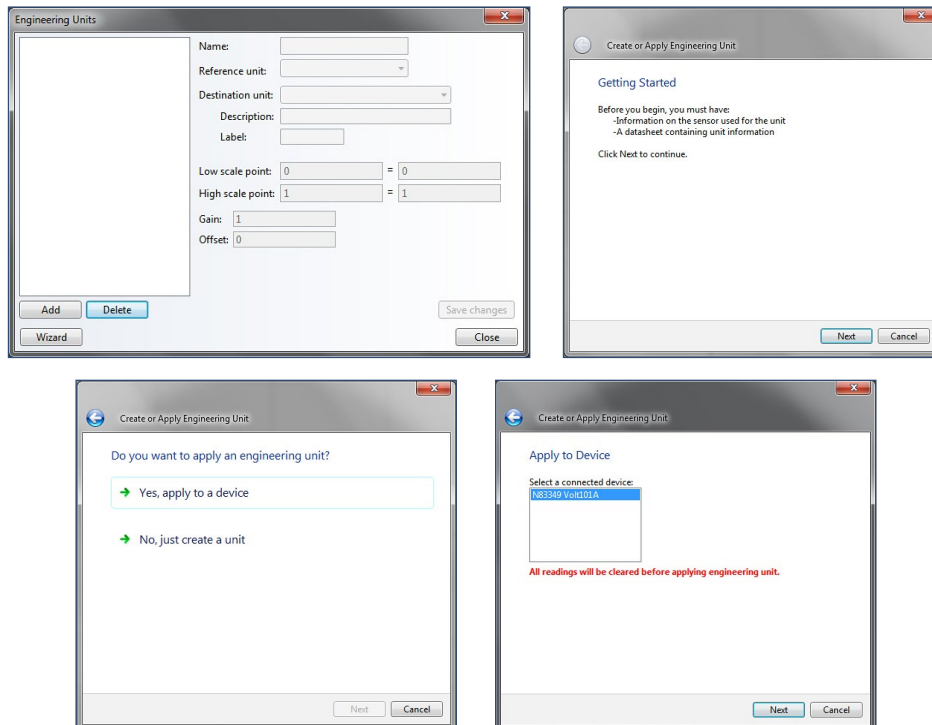 Engineering Units
Name:
Reference unit:
Destination unit:
Description:
Label:
Low scale point: 0 = 0
High scale point: 1 = 1
Gain: 1
Offset: 0
Add Delete Save changes
Wizard Close
Create or Apply Engineering Unit
Getting Started
Before you begin, you must have:
-Information on the sensor used for the unit
-A datasheet containing unit information
Click Next to continue.
Next Cancel
Create or Apply Engineering Unit
Do you want to apply an engineering unit?
Yes, apply to a device
No, just create a unit
Next Cancel
Create or Apply Engineering Unit
Apply to Device
Select a connected device:
N83349 Volt101A
All readings will be cleared before applying engineering unit.
Next Cancel